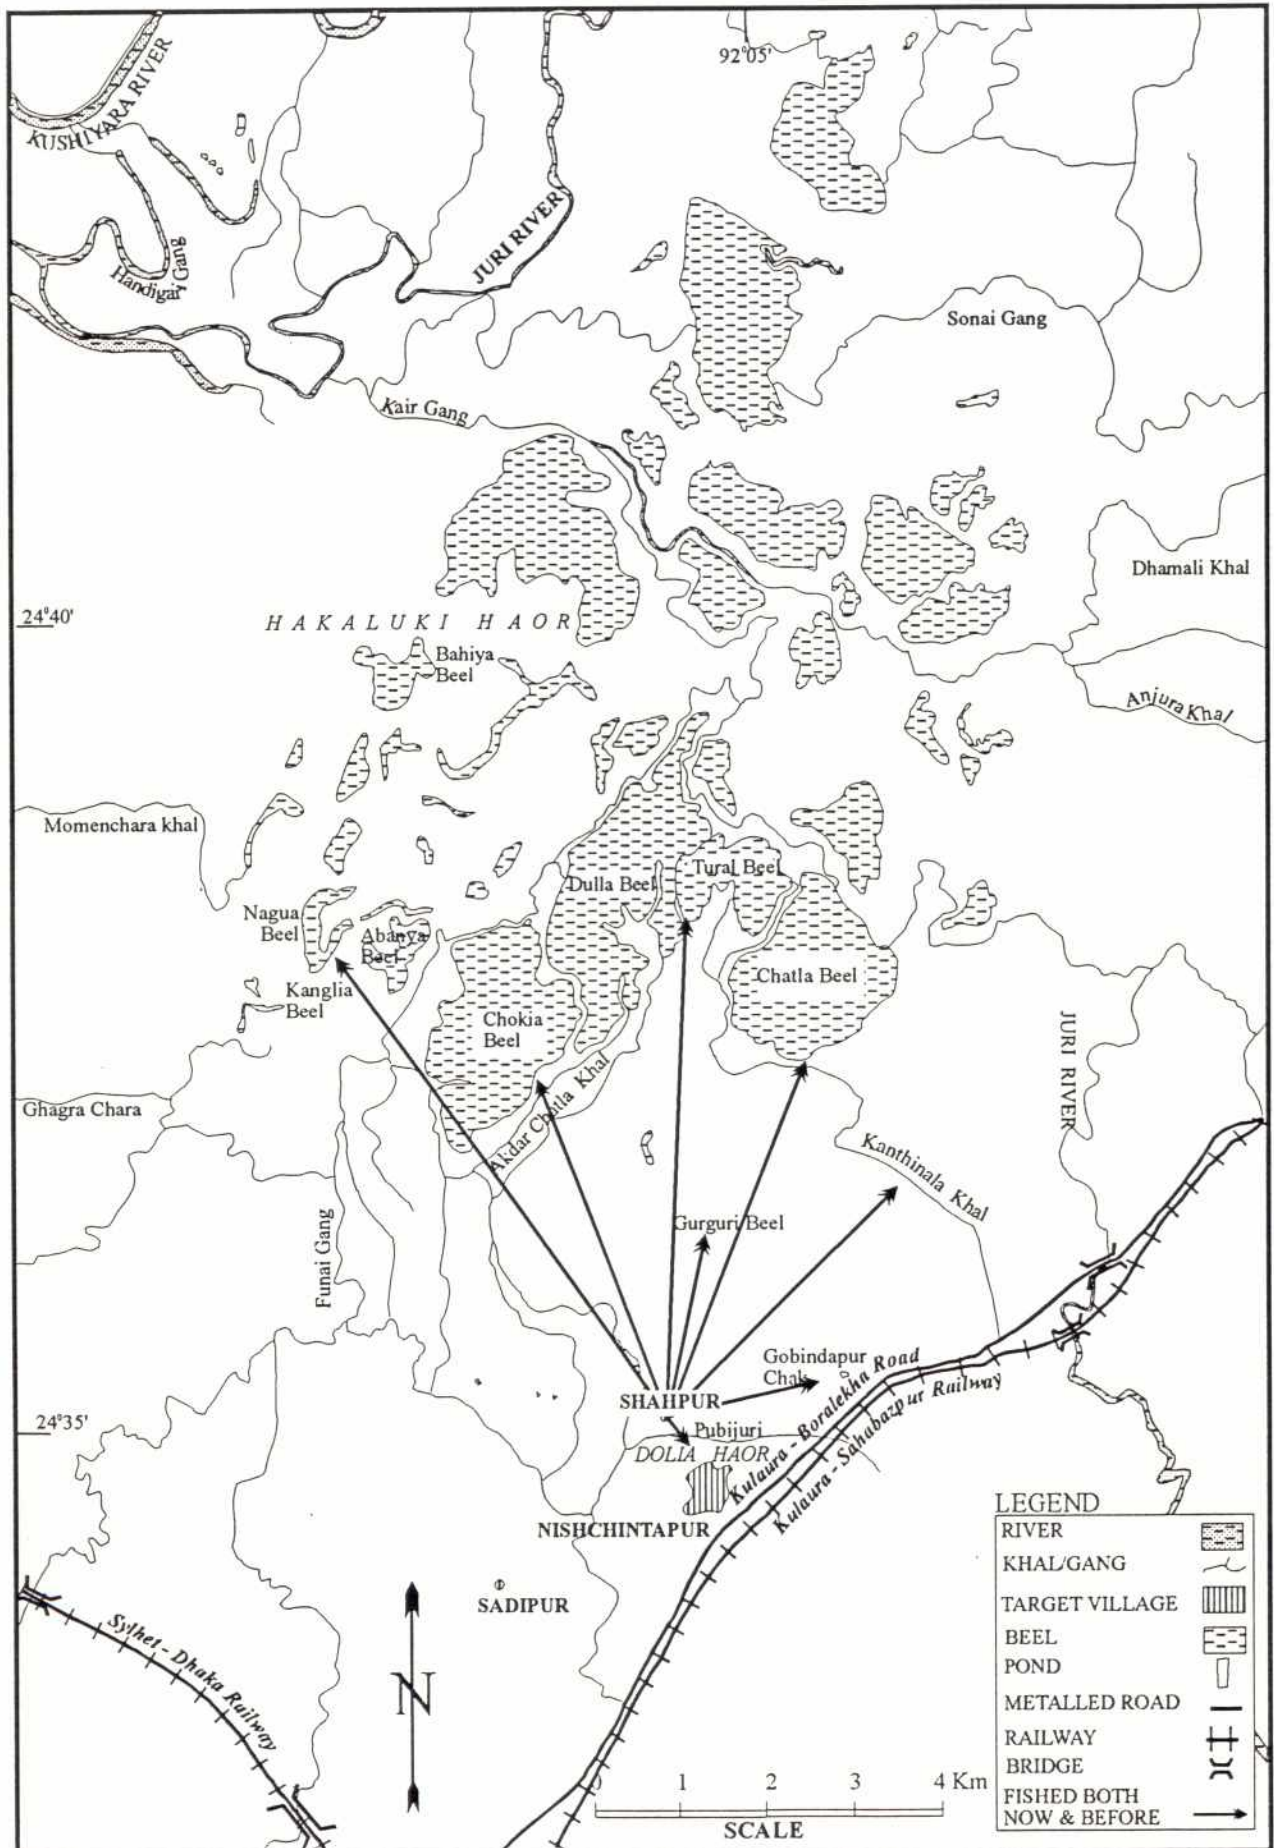 92°05'
KUSHIYARA RIVER
JURI RIVER
Handigari Gang
Sonai Gang
Kair Gang
Dhamali Khal
24°40'
HAKALUKI HAOR
Bahiya
Beel
Anjura Khal
Momenchara khal
Tural Beel
Dulla Beel
Nagua
Beel
Abanya
Beel
Chatla Beel
Kanglia
Beel
Chokia
Beel
JURI RIVER
Akdar Chatla Khal
Ghagra Chara
Kanthinala Khal
Gurguri Beel
Funai Gang
Gobindapur
Chak
SHAHPUR
24°35'
Pubijuri
DOLIA HAOR
Kulaura - Boralekha Road
Kulaura - Sahabazpur Railway
NISHCHINTAPUR
SADIPUR
Sylhet - Dhaka Railway
N
LEGEND
RIVER
KHAL/GANG
TARGET VILLAGE
BEEL
POND
METALLED ROAD
RAILWAY
BRIDGE
FISHED BOTH
NOW & BEFORE
0 1 2 3 4 Km
SCALE